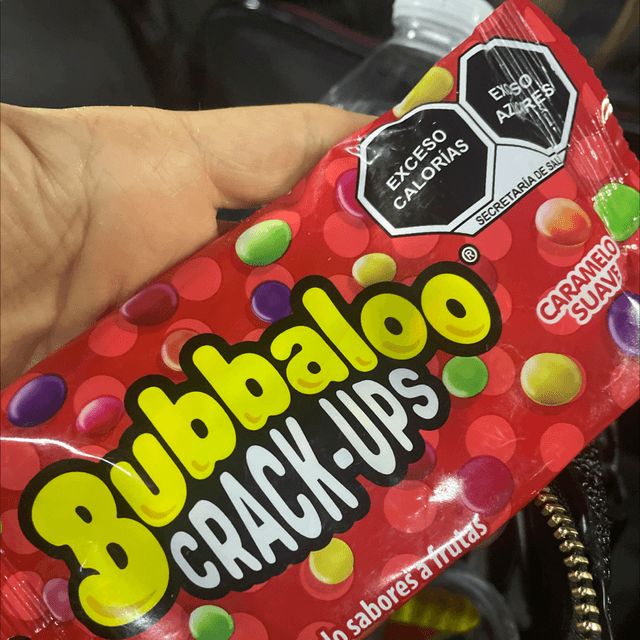 EXCESO
CALORÍAS
EXCESO
AZÚCARES
SECRETARÍA DE SALUD
Bubbaloo®
CRACK-UPS
CARAMELO
SUAVE
sabores a frutas